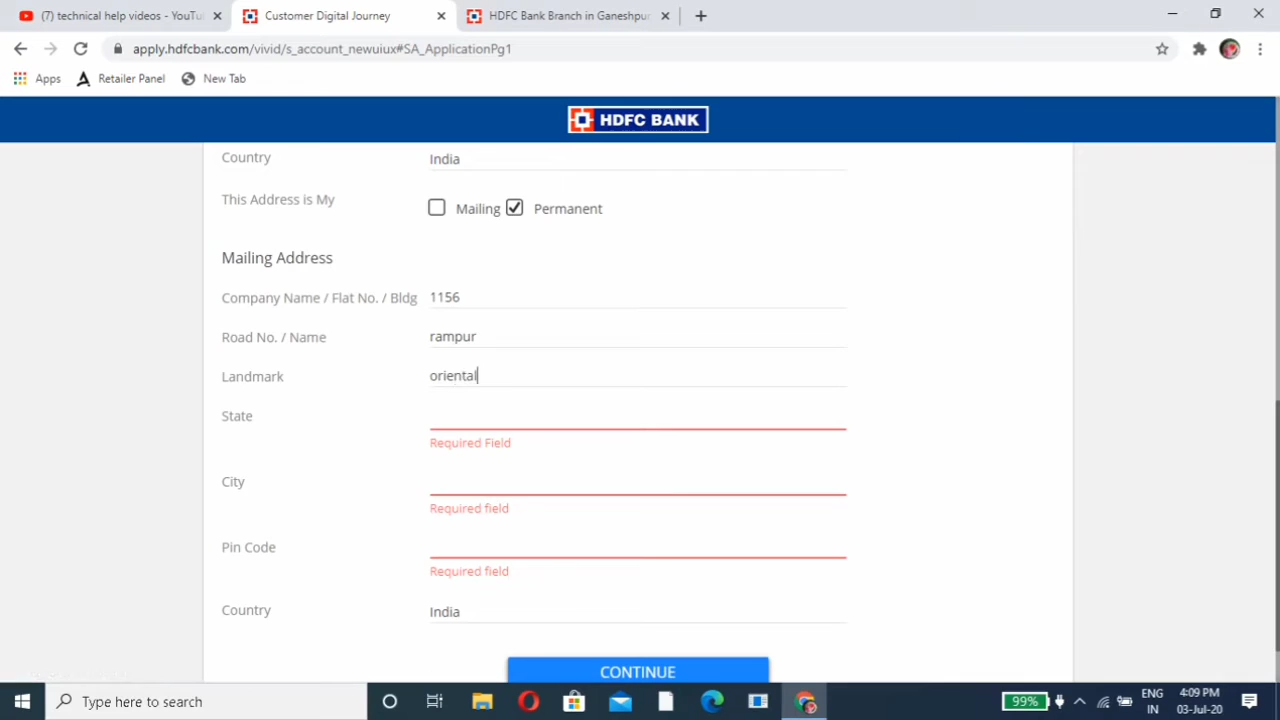 (7) technical help videos - YouTu
Customer Digital Journey
HDFC Bank Branch in Ganeshpur
apply.hdfcbank.com/vivid/s_account_newuiux#SA_ApplicationPg1
Apps
Retailer Panel
New Tab
HDFC BANK
Country
India
This Address is My
Mailing
Permanent
Mailing Address
Company Name / Flat No. / Bldg
1156
Road No. / Name
rampur
Landmark
oriental
State
Required Field
City
Required field
Pin Code
Required field
Country
India
CONTINUE
Type here to search
99%
ENG
IN
4:09 PM
03-Jul-20